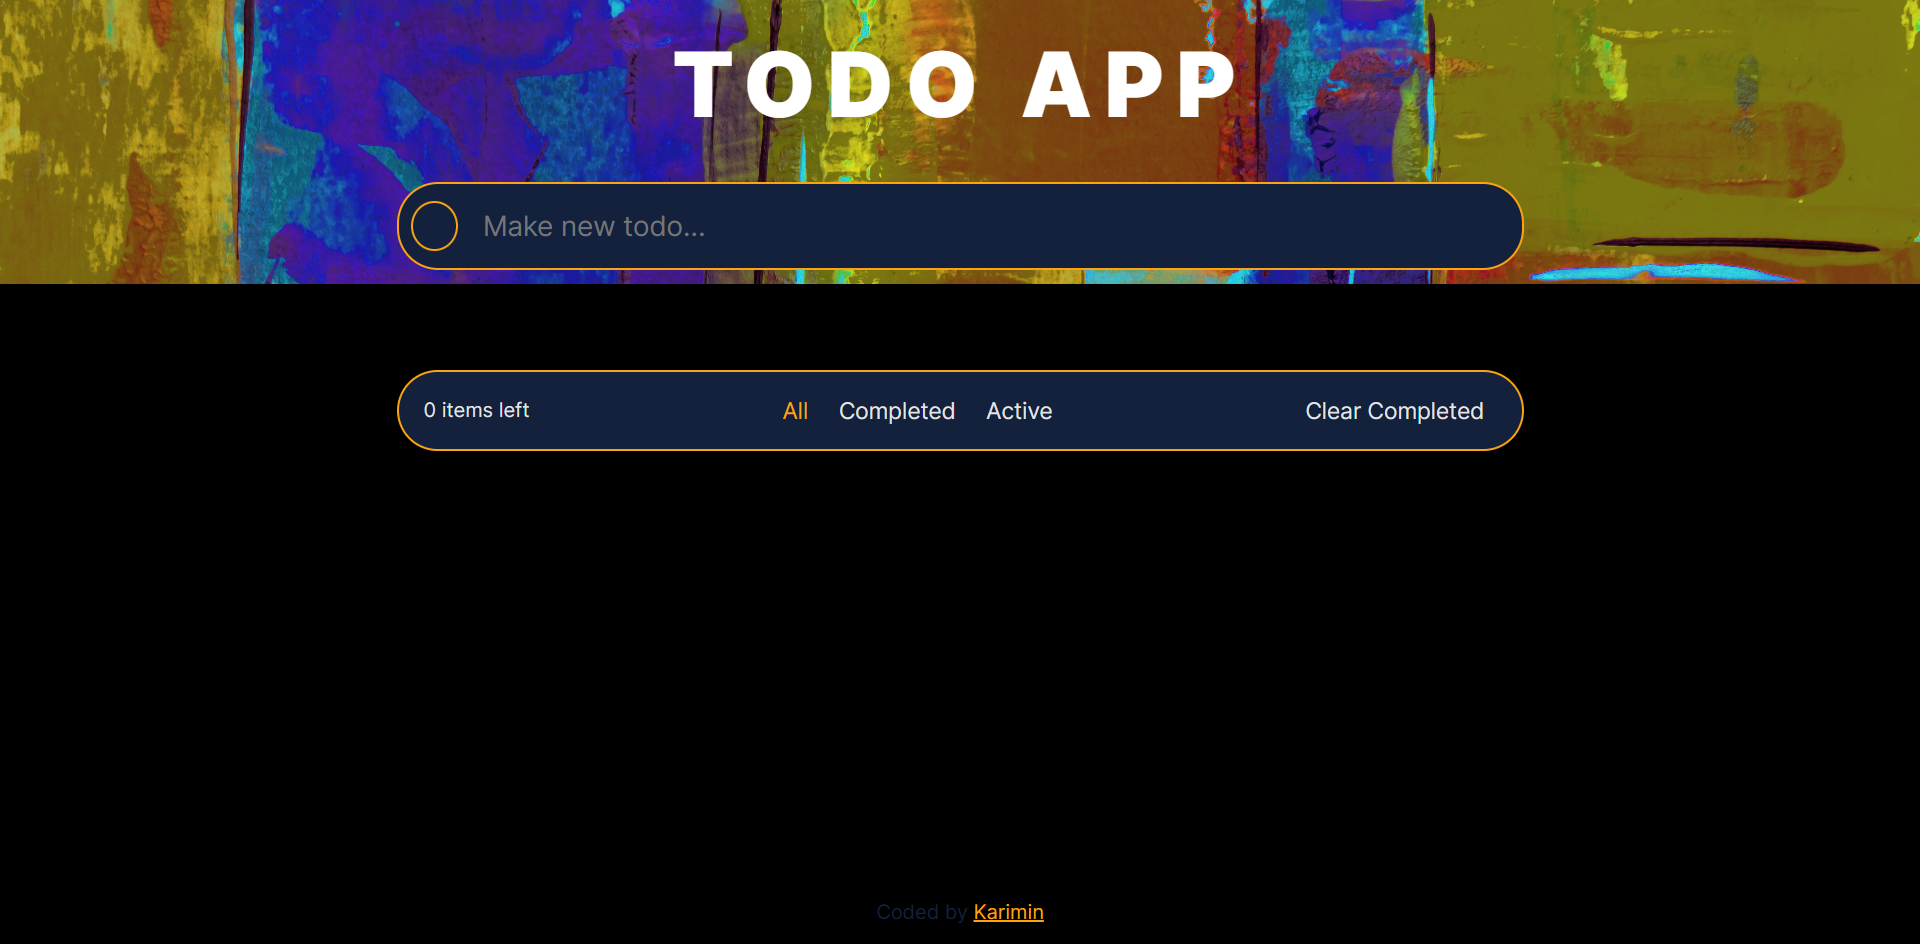 TODO APP
Make new todo...
0 items left
All Completed Active
Clear Completed
Coded by Karimin